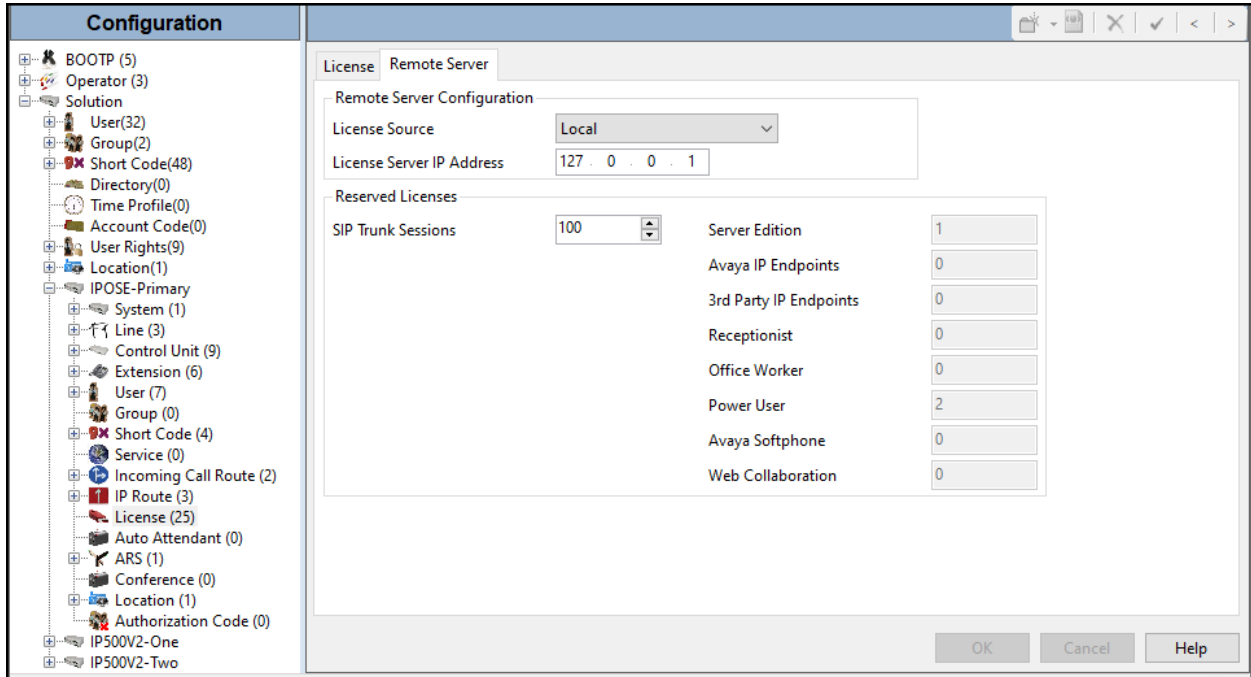 Configuration
BOOTP (5)
Operator (3)
Solution
User(32)
Group(2)
Short Code(48)
Directory(0)
Time Profile(0)
Account Code(0)
User Rights(9)
Location(1)
IPOSE-Primary
System (1)
Line (3)
Control Unit (9)
Extension (6)
User (7)
Group (0)
Short Code (4)
Service (0)
Incoming Call Route (2)
IP Route (3)
License (25)
Auto Attendant (0)
ARS (1)
Conference (0)
Location (1)
Authorization Code (0)
IP500V2-One
IP500V2-Two
License Remote Server
Remote Server Configuration
License Source Local
License Server IP Address 127 . 0 . 0 . 1
Reserved Licenses
SIP Trunk Sessions 100 Server Edition 1
Avaya IP Endpoints 0
3rd Party IP Endpoints 0
Receptionist 0
Office Worker 0
Power User 2
Avaya Softphone 0
Web Collaboration 0
OK Cancel Help